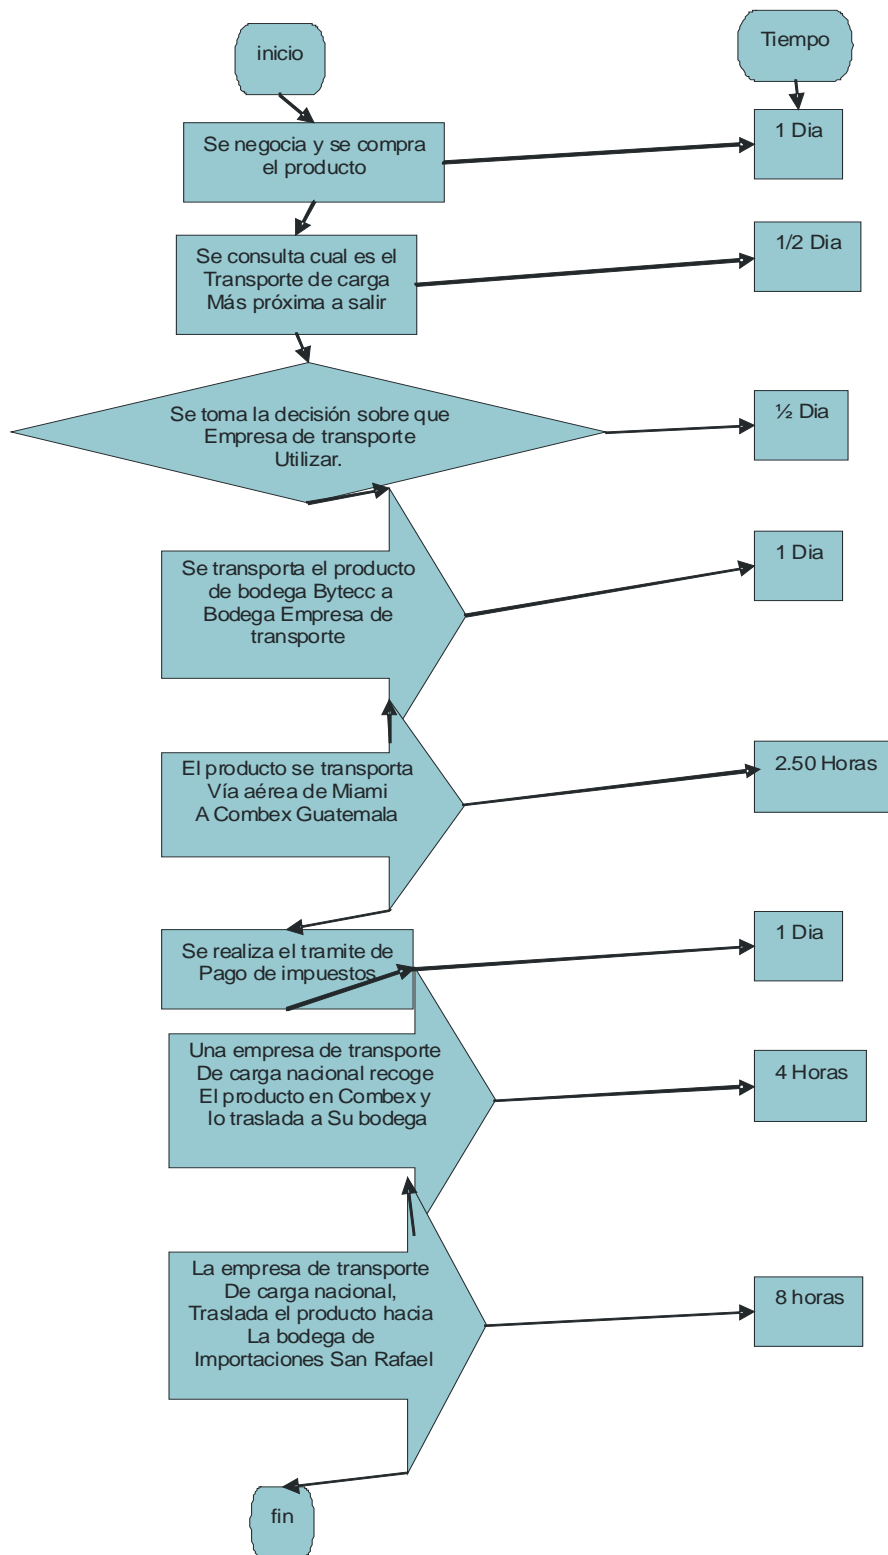 inicio
Tiempo
Se negocia y se compra
el producto
1 Dia
Se consulta cual es el
Transporte de carga
Más próxima a salir
1/2 Dia
Se toma la decisión sobre que
Empresa de transporte
Utilizar.
½ Dia
Se transporta el producto
de bodega Bytecc a
Bodega Empresa de
transporte
1 Dia
El producto se transporta
Vía aérea de Miami
A Combex Guatemala
2.50 Horas
Se realiza el tramite de
Pago de impuestos
1 Dia
Una empresa de transporte
De carga nacional recoge
El producto en Combex y
lo traslada a Su bodega
4 Horas
La empresa de transporte
De carga nacional,
Traslada el producto hacia
La bodega de
Importaciones San Rafael
8 horas
fin